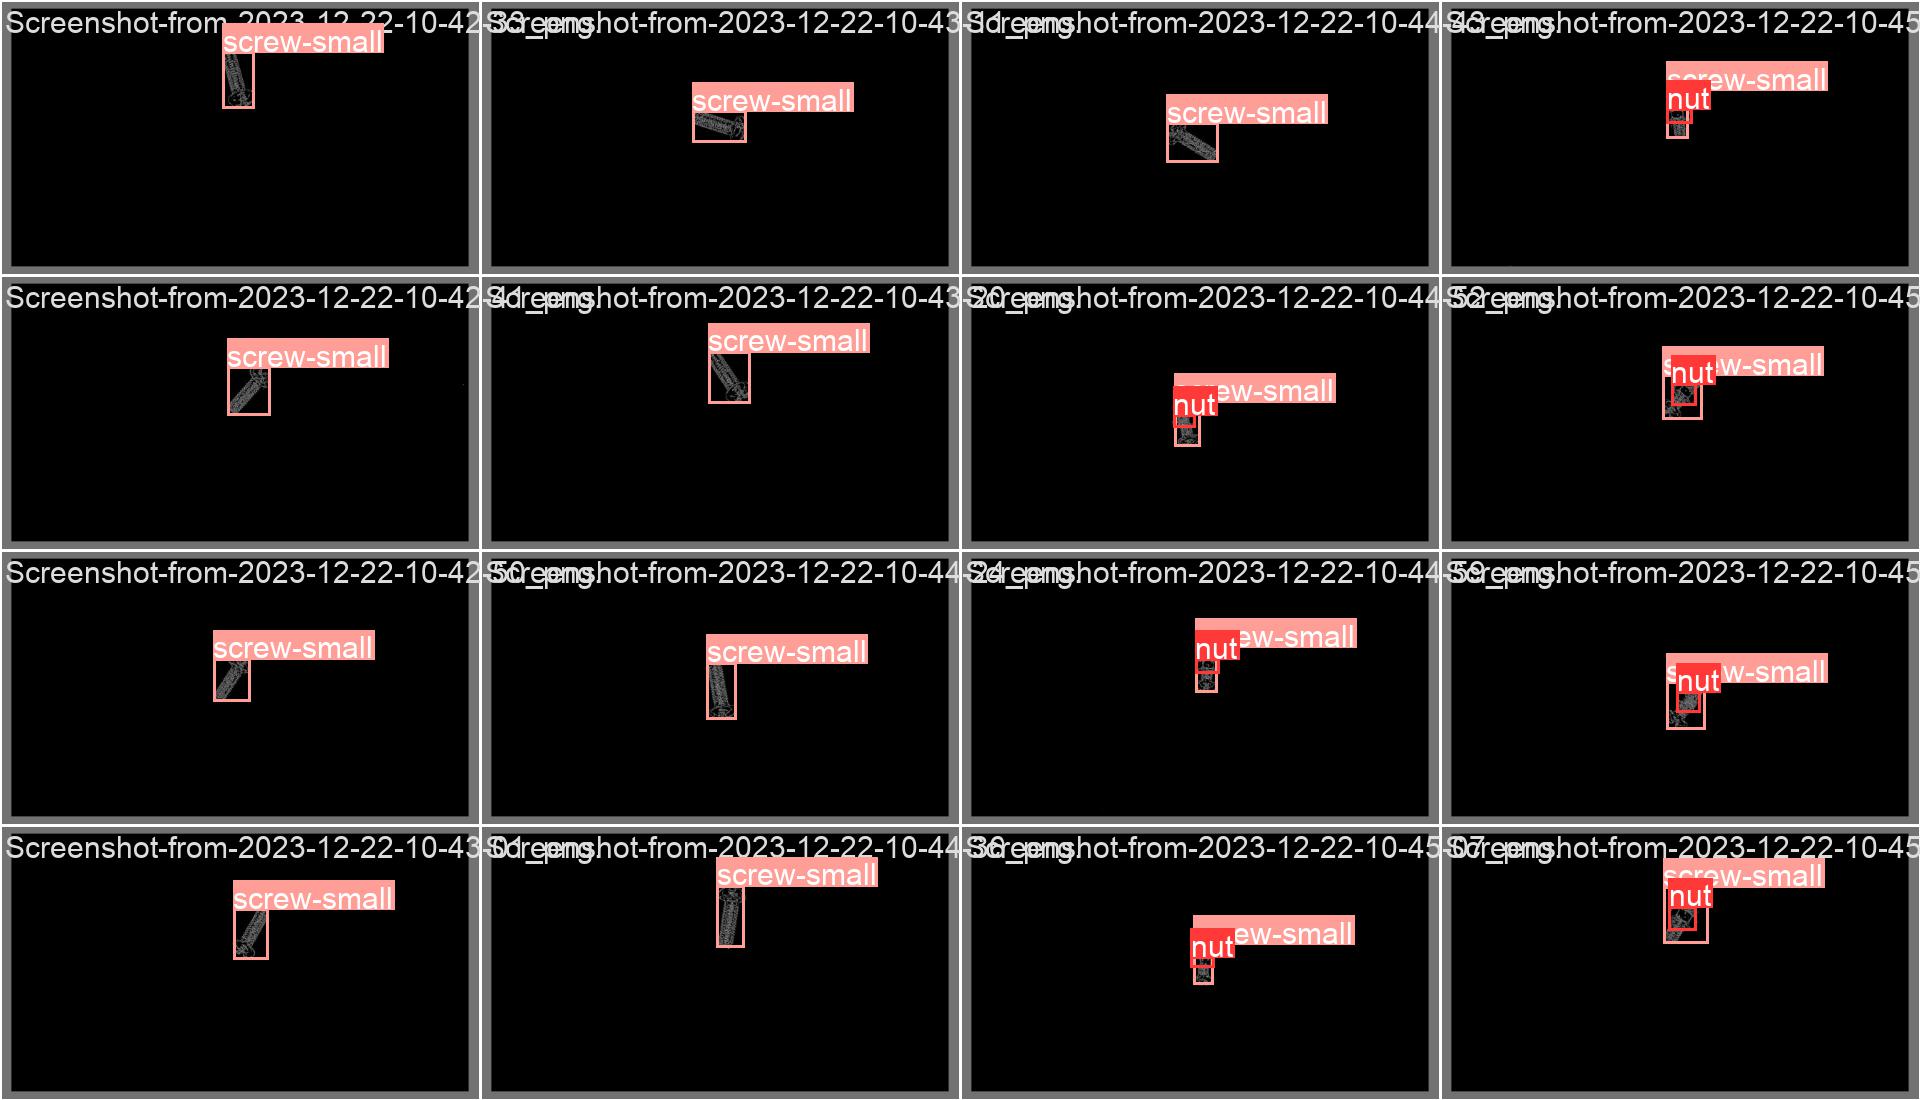 Screenshot-from-2023-12-22-10-42-33_png.
Screenshot-from-2023-12-22-10-43-11_png.
Screenshot-from-2023-12-22-10-44-43_png.
Screenshot-from-2023-12-22-10-45
screw-small
screw-small
screw-small
screw-small
nut
Screenshot-from-2023-12-22-10-42-41_png.
Screenshot-from-2023-12-22-10-43-20_png.
Screenshot-from-2023-12-22-10-44-52_png.
Screenshot-from-2023-12-22-10-45
screw-small
screw-small
screw-small
nut
screw-small
nut
Screenshot-from-2023-12-22-10-42-50_png.
Screenshot-from-2023-12-22-10-44-24_png.
Screenshot-from-2023-12-22-10-44-59_png.
Screenshot-from-2023-12-22-10-45
screw-small
screw-small
screw-small
nut
screw-small
nut
Screenshot-from-2023-12-22-10-43-01_png.
Screenshot-from-2023-12-22-10-44-36_png.
Screenshot-from-2023-12-22-10-45-07_png.
Screenshot-from-2023-12-22-10-45
screw-small
screw-small
screw-small
nut
screw-small
nut